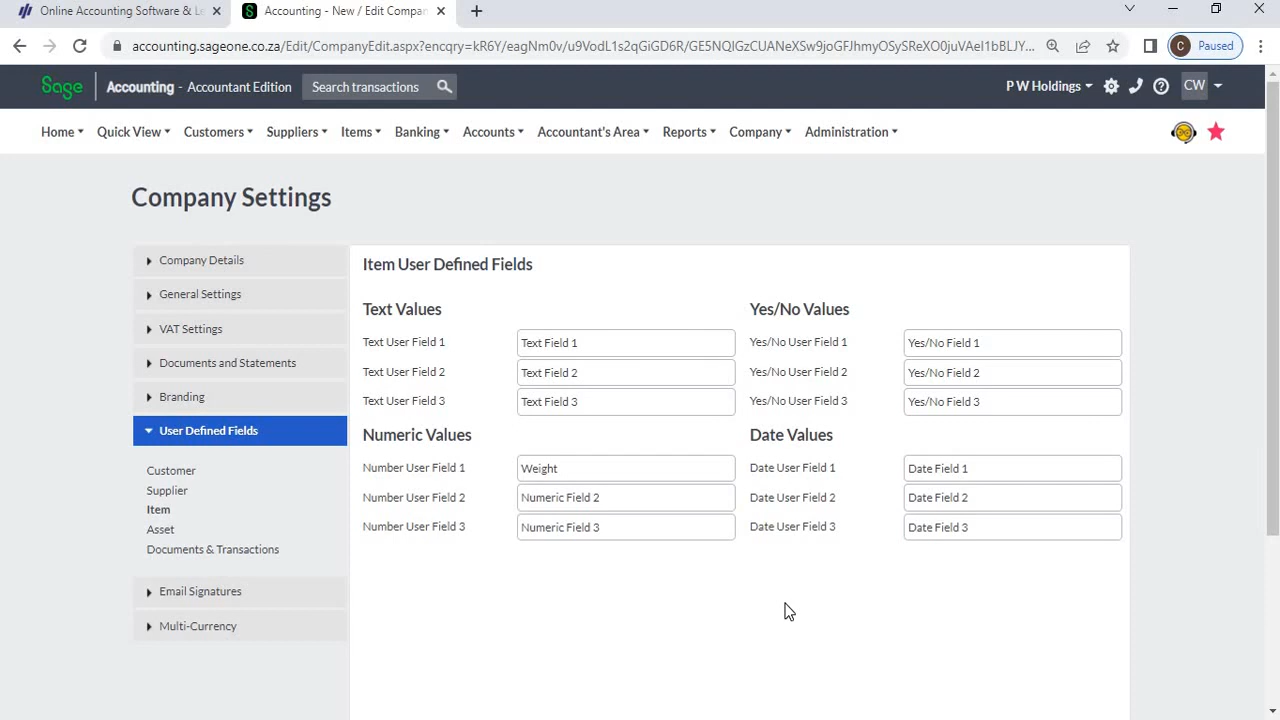 Online Accounting Software & Le
Accounting - New / Edit Compan
accounting.sageone.co.za/Edit/CompanyEdit.aspx?encqry=kR6Y/eagNm0v/u9VodL1s2qGiGD6R/GE5NQIGzCUANeXSw9joGFJhmyOSySReXO0juVAeI1bBLJY...
C Paused
Sage Accounting - Accountant Edition Search transactions P W Holdings CW
Home Quick View Customers Suppliers Items Banking Accounts Accountant's Area Reports Company Administration
Company Settings
Company Details
General Settings
VAT Settings
Documents and Statements
Branding
User Defined Fields
Customer
Supplier
Item
Asset
Documents & Transactions
Email Signatures
Multi-Currency
Item User Defined Fields
Text Values
Text User Field 1 Text Field 1
Text User Field 2 Text Field 2
Text User Field 3 Text Field 3
Yes/No Values
Yes/No User Field 1 Yes/No Field 1
Yes/No User Field 2 Yes/No Field 2
Yes/No User Field 3 Yes/No Field 3
Numeric Values
Number User Field 1 Weight
Number User Field 2 Numeric Field 2
Number User Field 3 Numeric Field 3
Date Values
Date User Field 1 Date Field 1
Date User Field 2 Date Field 2
Date User Field 3 Date Field 3